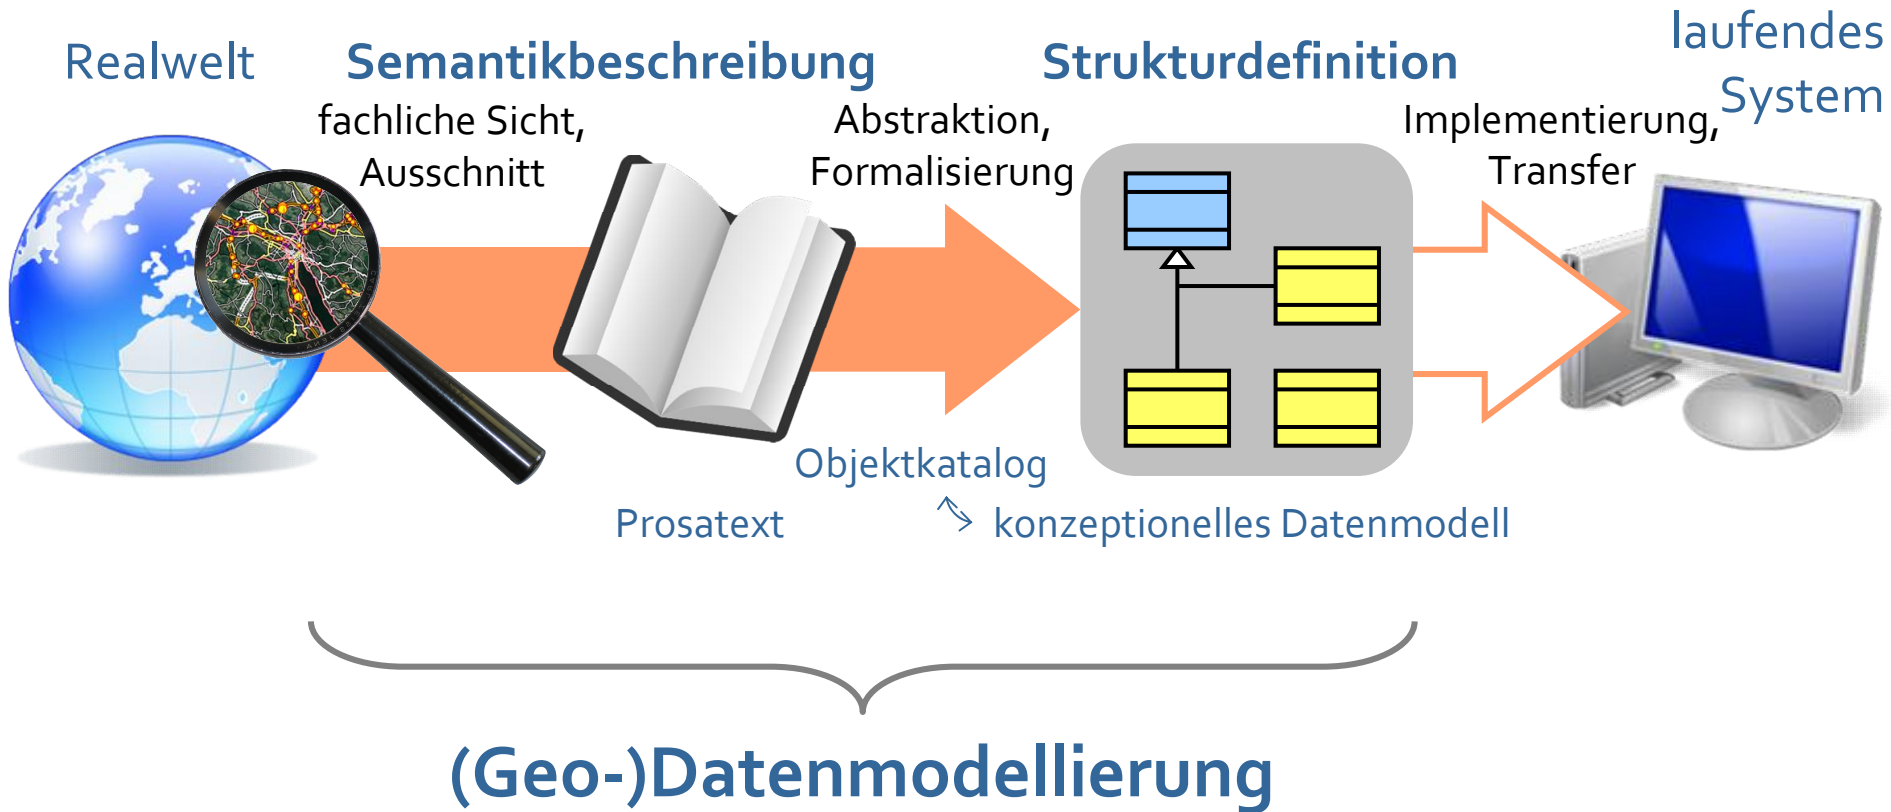 Realwelt
Semantikbeschreibung
Strukturdefinition
laufendes
System
fachliche Sicht,
Ausschnitt
Abstraktion,
Formalisierung
Implementierung,
Transfer
Objektkatalog
Prosatext
konzeptionelles Datenmodell
(Geo-)Datenmodellierung